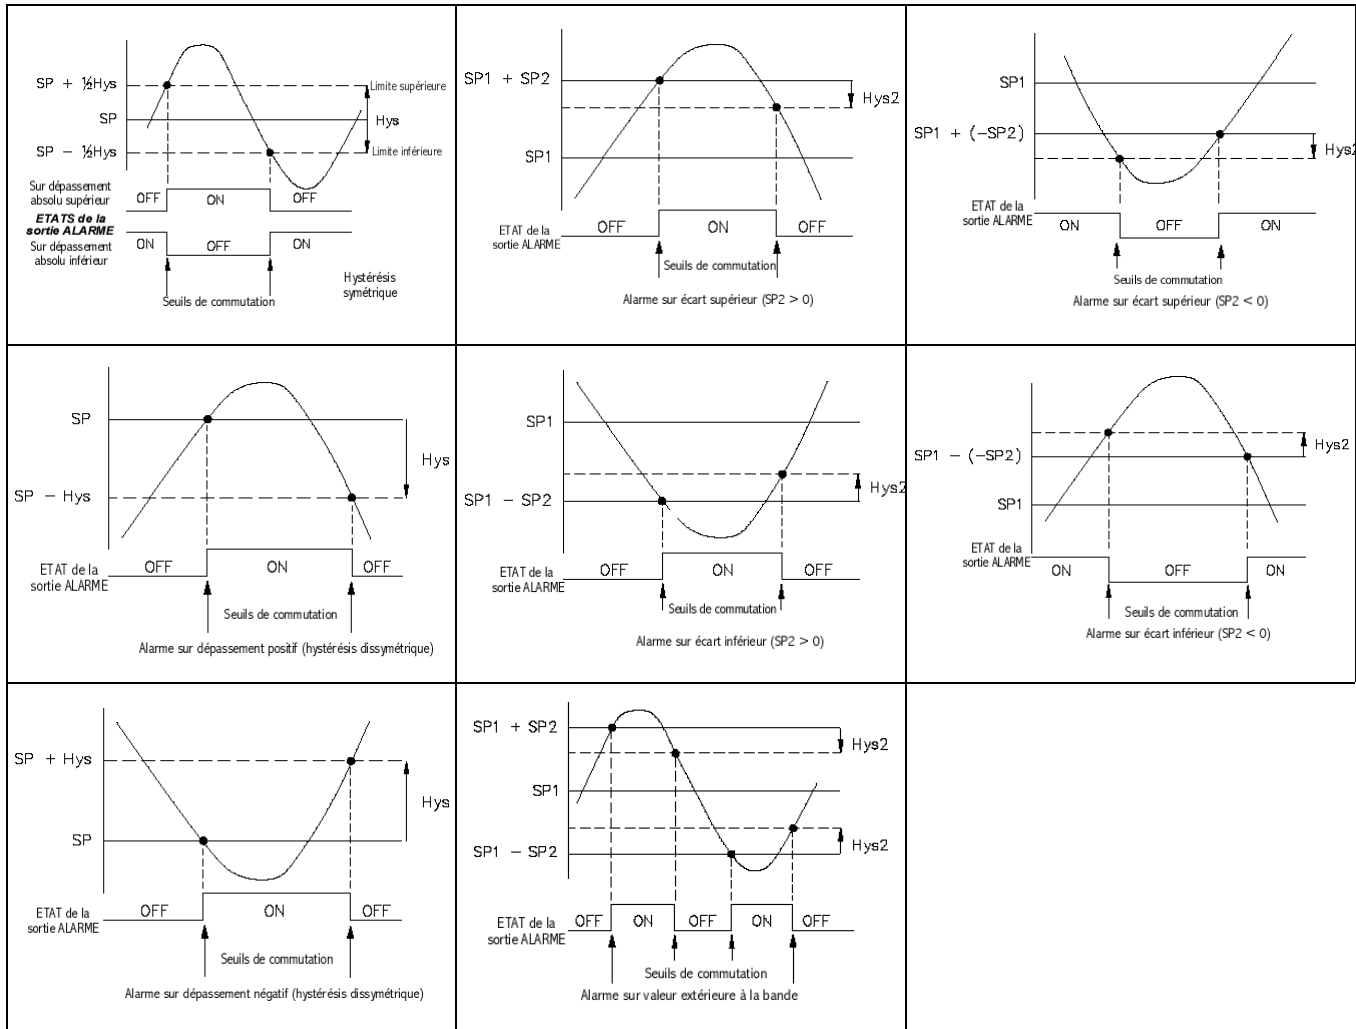 SP + ½Hys
Limite supérieure
SP
Hys
SP − ½Hys
Limite inférieure
Sur dépassement
absolu supérieur
OFF
ON
OFF
ETATS de la
sortie ALARME
Sur dépassement
absolu inférieur
ON
OFF
ON
Hystérésis
symétrique
Seuils de commutation
SP1 + SP2
Hys2
SP1
ETAT de la
sortie ALARME
OFF
ON
OFF
Seuils de commutation
Alarme sur écart supérieur (SP2 > 0)
SP1
SP1 + (−SP2)
Hys2
ETAT de la
sortie ALARME
ON
OFF
ON
Seuils de commutation
Alarme sur écart supérieur (SP2 < 0)
SP
Hys
SP − Hys
ETAT de la
sortie ALARME
OFF
ON
OFF
Seuils de commutation
Alarme sur dépassement positif (hystérésis dissymétrique)
SP1
Hys2
SP1 − SP2
ETAT de la
sortie ALARME
OFF
ON
OFF
Seuils de commutation
Alarme sur écart inférieur (SP2 > 0)
Hys2
SP1 − (−SP2)
SP1
ETAT de la
sortie ALARME
ON
OFF
ON
Seuils de commutation
Alarme sur écart inférieur (SP2 < 0)
SP + Hys
Hys
SP
ETAT de la
sortie ALARME
OFF
ON
OFF
Seuils de commutation
Alarme sur dépassement négatif (hystérésis dissymétrique)
SP1 + SP2
Hys2
SP1
Hys2
SP1 − SP2
ETAT de la
sortie ALARME
OFF
ON
OFF
ON
OFF
Seuils de commutation
Alarme sur valeur extérieure à la bande